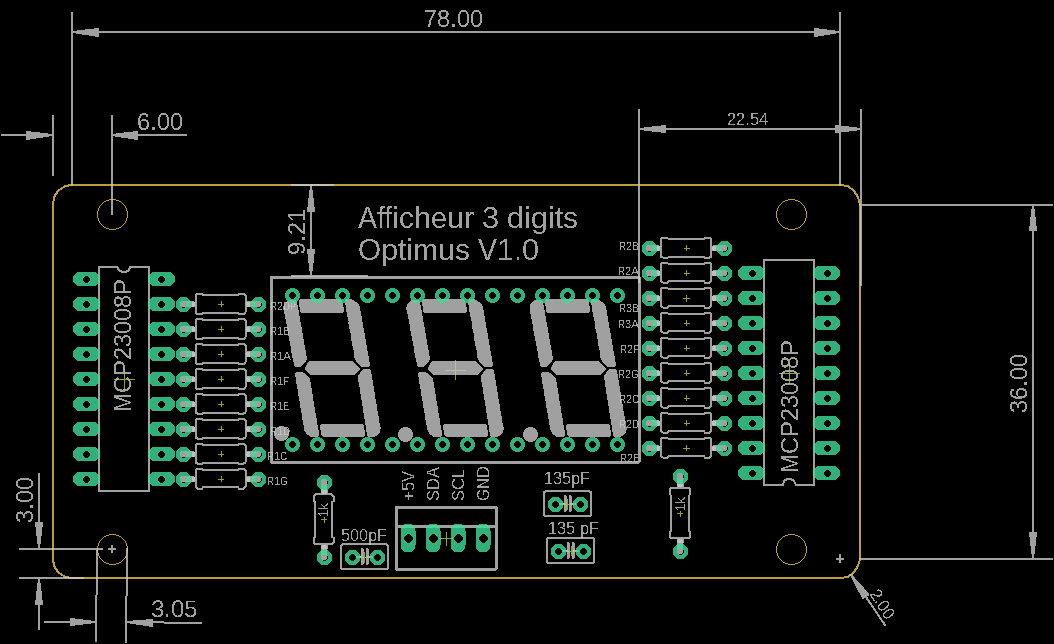 78.00
6.00
22.54
9.21
Afficheur 3 digits
Optimus V1.0
R2B
R2A
R3B
R3A
R2F
R2G
R2C
R2D
R2E
MCP23008P
R1B
R1A
R1F
R1E
R1C
R1G
MCP23008P
36.00
3.00
+1k
500pF
+5V
SDA
SCL
GND
135pF
135 pF
+1k
3.05
2.00